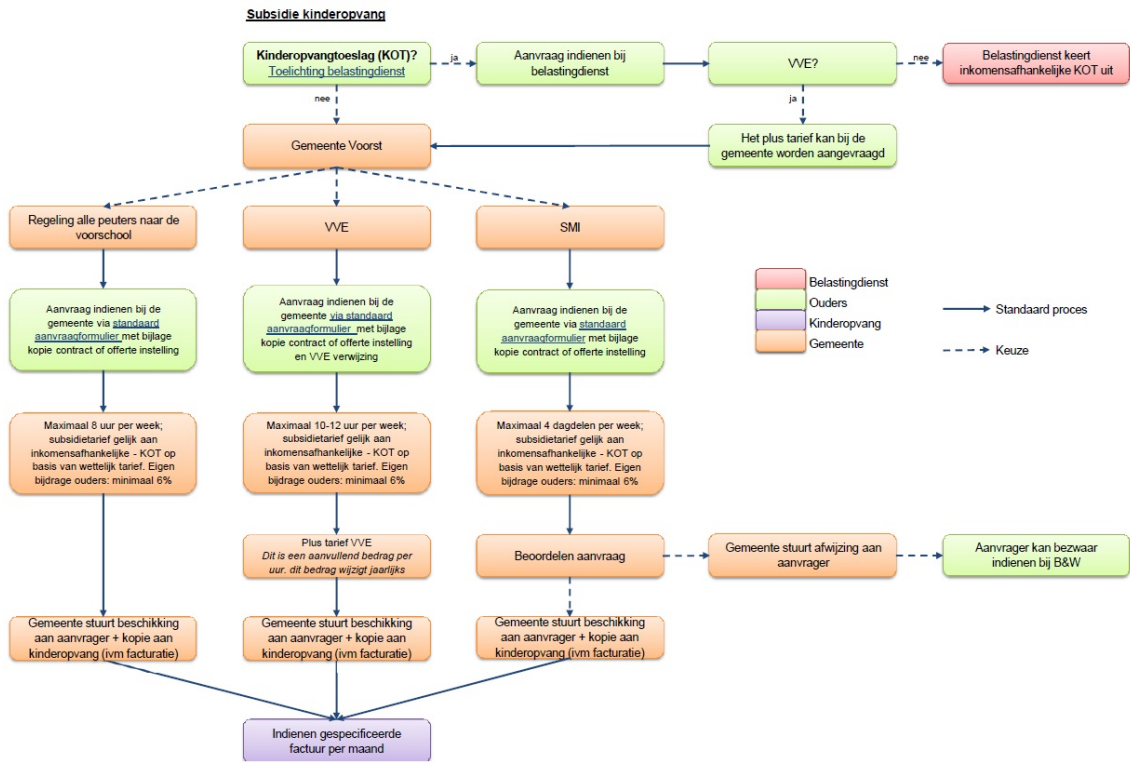 Subsidie kinderopvang
Kinderopvangtoeslag (KOT)?
Toelichting belastingdienst
ja
Aanvraag indienen bij
belastingdienst
VVE?
nee
Belastingdienst keert
inkomensafhankelijke KOT uit
nee
ja
Gemeente Voorst
Het plus tarief kan bij de
gemeente worden aangevraagd
Regeling alle peuters naar de
voorschool
VVE
SMI
Aanvraag indienen bij de
gemeente via standaard
aanvraagformulier met bijlage
kopie contract of offerte instelling
Aanvraag indienen bij de
gemeente via standaard
aanvraagformulier met bijlage
kopie contract of offerte instelling
en VVE verwijzing
Aanvraag indienen bij de
gemeente via standaard
aanvraagformulier met bijlage
kopie contract of offerte instelling
Belastingdienst
Ouders
Kinderopvang
Gemeente
Standaard proces
Keuze
Maximaal 8 uur per week;
subsidietarief gelijk aan
inkomensafhankelijke - KOT op
basis van wettelijk tarief. Eigen
bijdrage ouders: minimaal 6%
Maximaal 10-12 uur per week;
subsidietarief gelijk aan
inkomensafhankelijke - KOT op
basis van wettelijk tarief. Eigen
bijdrage ouders: minimaal 6%
Maximaal 4 dagdelen per week;
subsidietarief gelijk aan
inkomensafhankelijke - KOT op
basis van wettelijk tarief. Eigen
bijdrage ouders: minimaal 6%
Plus tarief VVE
Dit is een aanvullend bedrag per
uur. dit bedrag wijzigt jaarlijks
Beoordelen aanvraag
Gemeente stuurt afwijzing aan
aanvrager
Aanvrager kan bezwaar
indienen bij B&W
Gemeente stuurt beschikking
aan aanvrager + kopie aan
kinderopvang (ivm facturatie)
Gemeente stuurt beschikking
aan aanvrager + kopie aan
kinderopvang (ivm facturatie)
Gemeente stuurt beschikking
aan aanvrager + kopie aan
kinderopvang (ivm facturatie)
Indienen gespecificeerde
factuur per maand